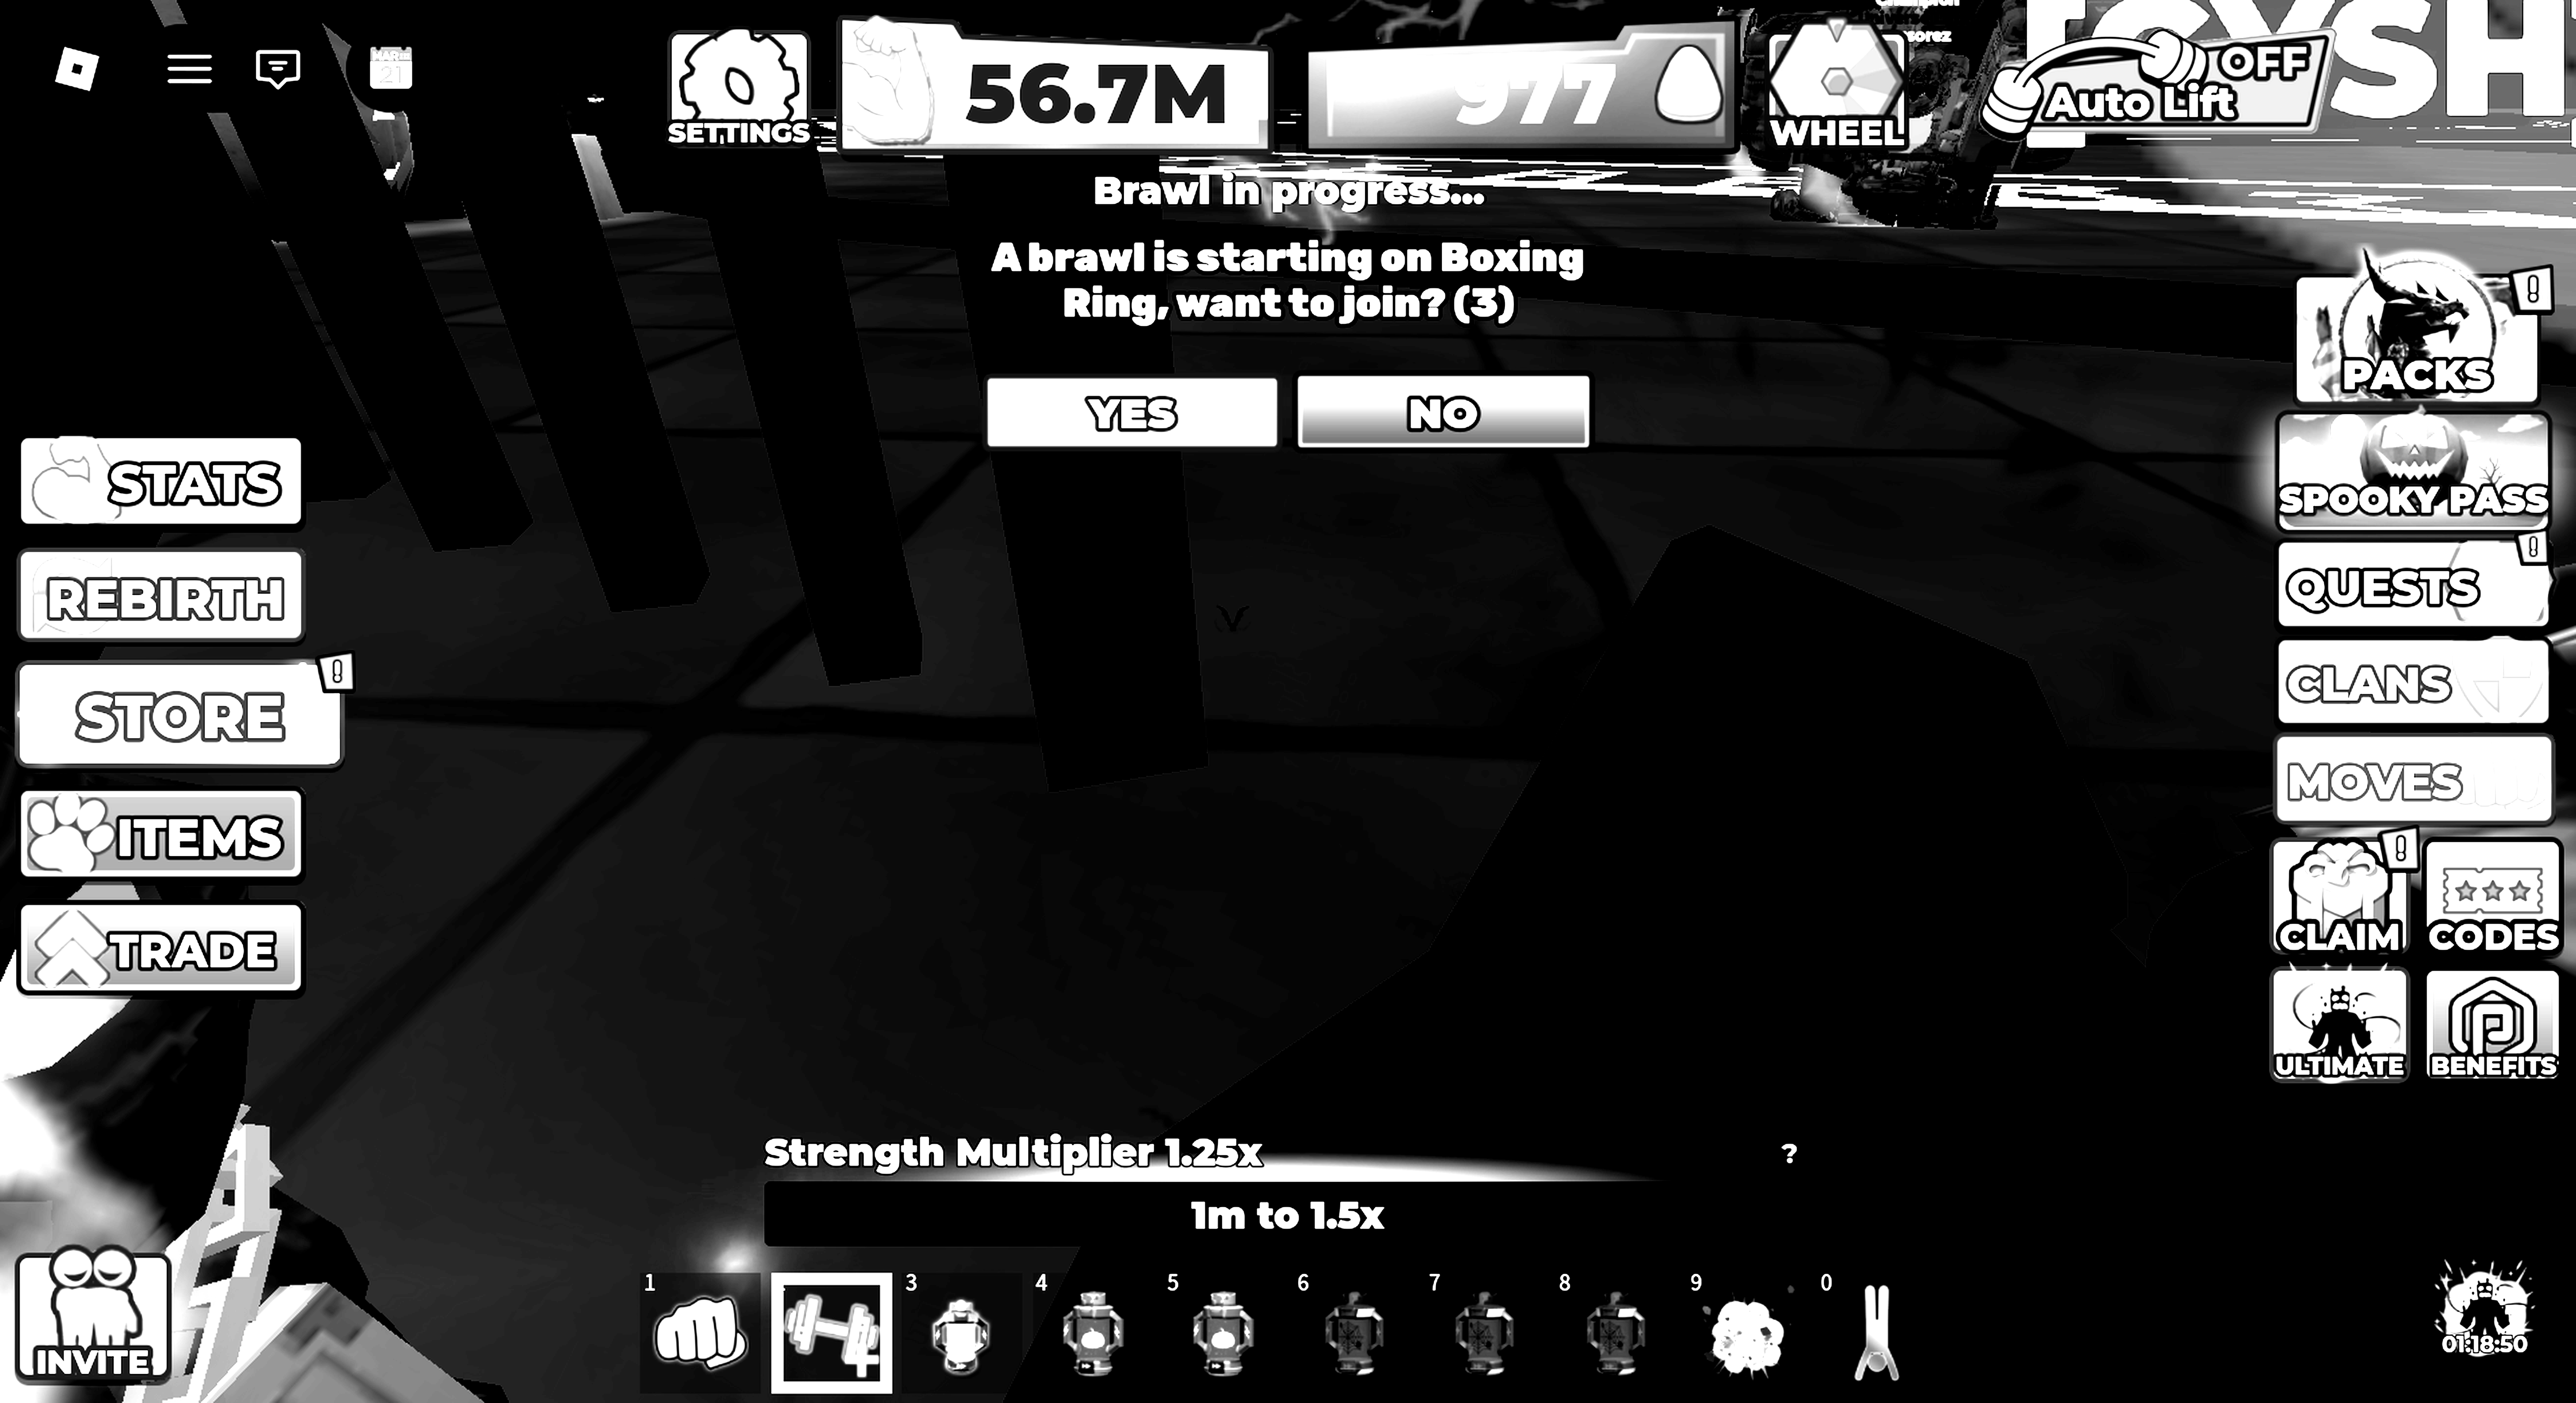 MAR
21
SETTINGS
56.7M
977
WHEEL
OFF
Auto Lift
Brawl in progress...
A brawl is starting on Boxing
Ring, want to join? (3)
YES
NO
STATS
REBIRTH
STORE
ITEMS
TRADE
INVITE
PACKS
SPOOKY PASS
QUESTS
CLANS
MOVES
CLAIM
CODES
ULTIMATE
BENEFITS
Strength Multiplier 1.25x
?
1m to 1.5x
1
3
4
5
6
7
8
9
0
01:18:50